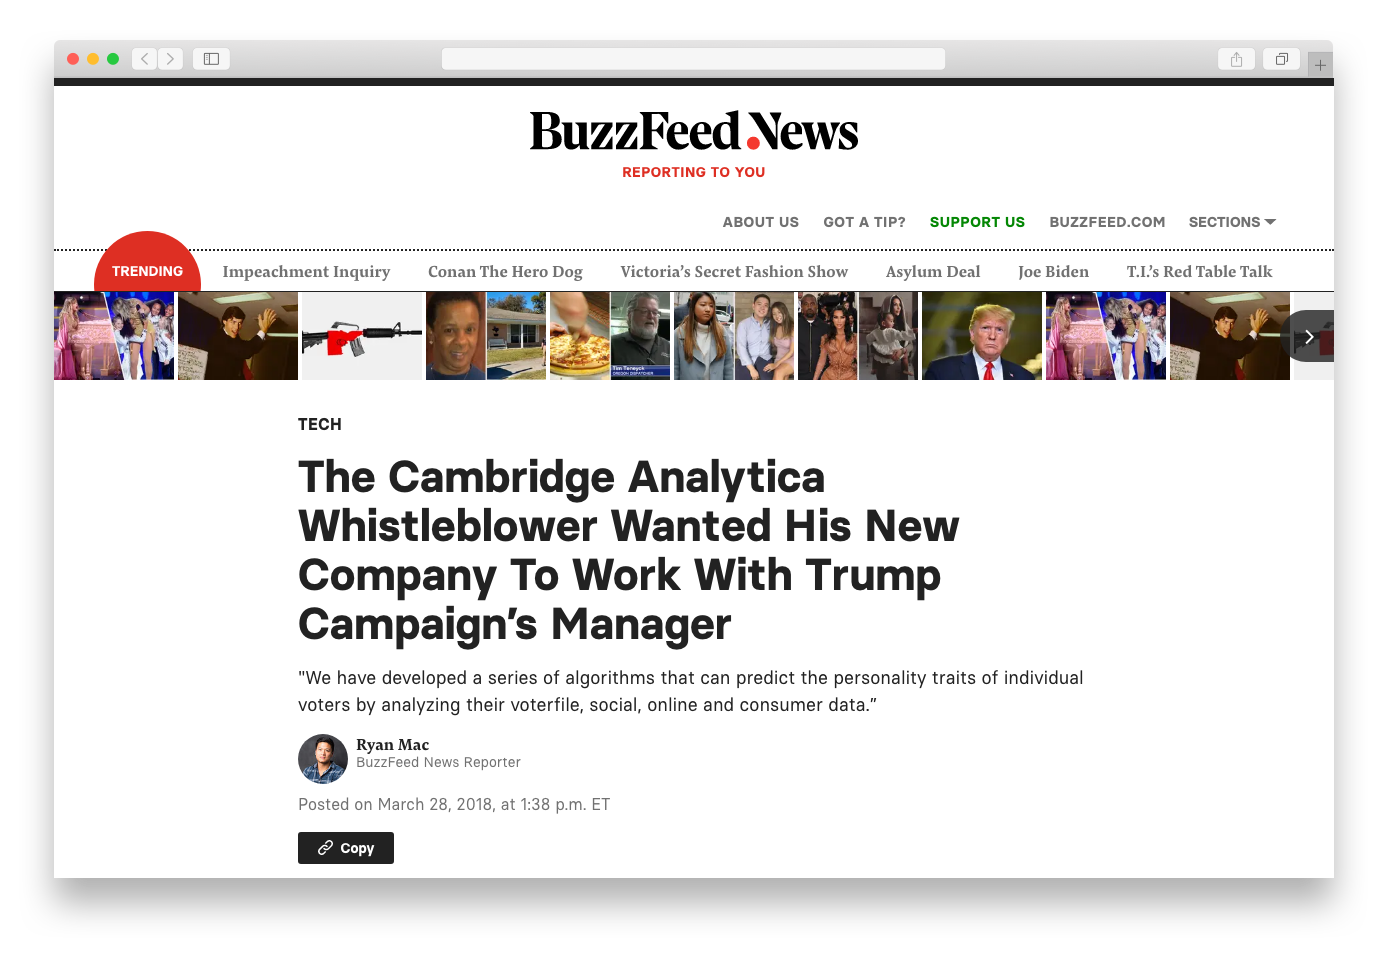 BuzzFeed News
REPORTING TO YOU
ABOUT US GOT A TIP? SUPPORT US BUZZFEED.COM SECTIONS
TRENDING Impeachment Inquiry Conan The Hero Dog Victoria's Secret Fashion Show Asylum Deal Joe Biden T.I.'s Red Table Talk
Tim Teneyck
OREGON DISPATCHER
TECH
The Cambridge Analytica
Whistleblower Wanted His New
Company To Work With Trump
Campaign's Manager
"We have developed a series of algorithms that can predict the personality traits of individual
voters by analyzing their voterfile, social, online and consumer data."
Ryan Mac
BuzzFeed News Reporter
Posted on March 28, 2018, at 1:38 p.m. ET
Copy